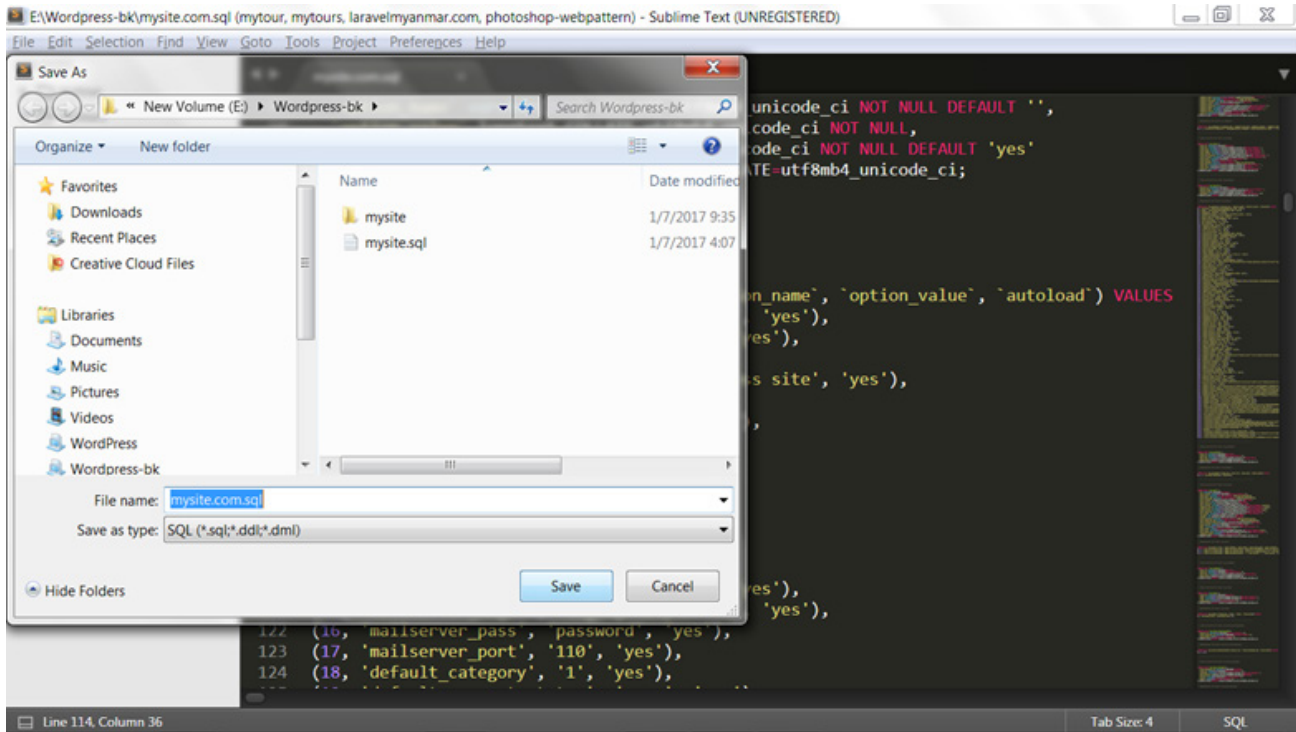 E:\Wordpress-bk\mysite.com.sql (mytour, mytours, laravelmyanmar.com, photoshop-webpattern) - Sublime Text (UNREGISTERED)
File Edit Selection Find View Goto Tools Project Preferences Help
Save As
« New Volume (E:) Wordpress-bk
Search Wordpress-bk
Organize New folder
Name Date modified
Favorites
Downloads
Recent Places
Creative Cloud Files
Libraries
Documents
Music
Pictures
Videos
WordPress
Wordpress-bk
mysite 1/7/2017 9:35
mysite.sql 1/7/2017 4:07
File name: mysite.com.sql
Save as type: SQL (*.sql;*.ddl;*.dml)
Hide Folders
Save
Cancel
unicode_ci NOT NULL DEFAULT '',
code_ci NOT NULL,
ode_ci NOT NULL DEFAULT 'yes'
TE=utf8mb4_unicode_ci;
n_name`, `option_value`, `autoload`) VALUES
'yes'),
es'),
s site', 'yes'),
),
es'),
'yes'),
122 (16, 'mailserver_pass', 'password', 'yes'),
123 (17, 'mailserver_port', '110', 'yes'),
124 (18, 'default_category', '1', 'yes'),
Line 114, Column 36
Tab Size: 4
SQL